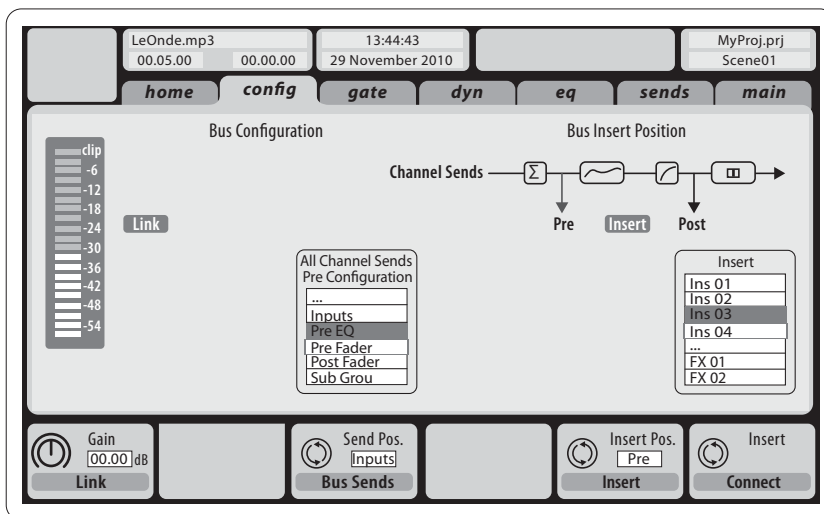 LeOnde.mp3
00.05.00 00.00.00
13:44:43
29 November 2010
MyProj.prj
Scene01
home config gate dyn eq sends main
Bus Configuration
Bus Insert Position
clip
-6
-12
-18
-24
-30
-36
-42
-48
-54
Link
Channel Sends
Σ
Pre Insert Post
All Channel Sends
Pre Configuration
...
Inputs
Pre EQ
Pre Fader
Post Fader
Sub Grou
Insert
Ins 01
Ins 02
Ins 03
Ins 04
...
FX 01
FX 02
Gain
00.00 dB
Link
Send Pos.
Inputs
Bus Sends
Insert Pos.
Pre
Insert
Insert
Connect